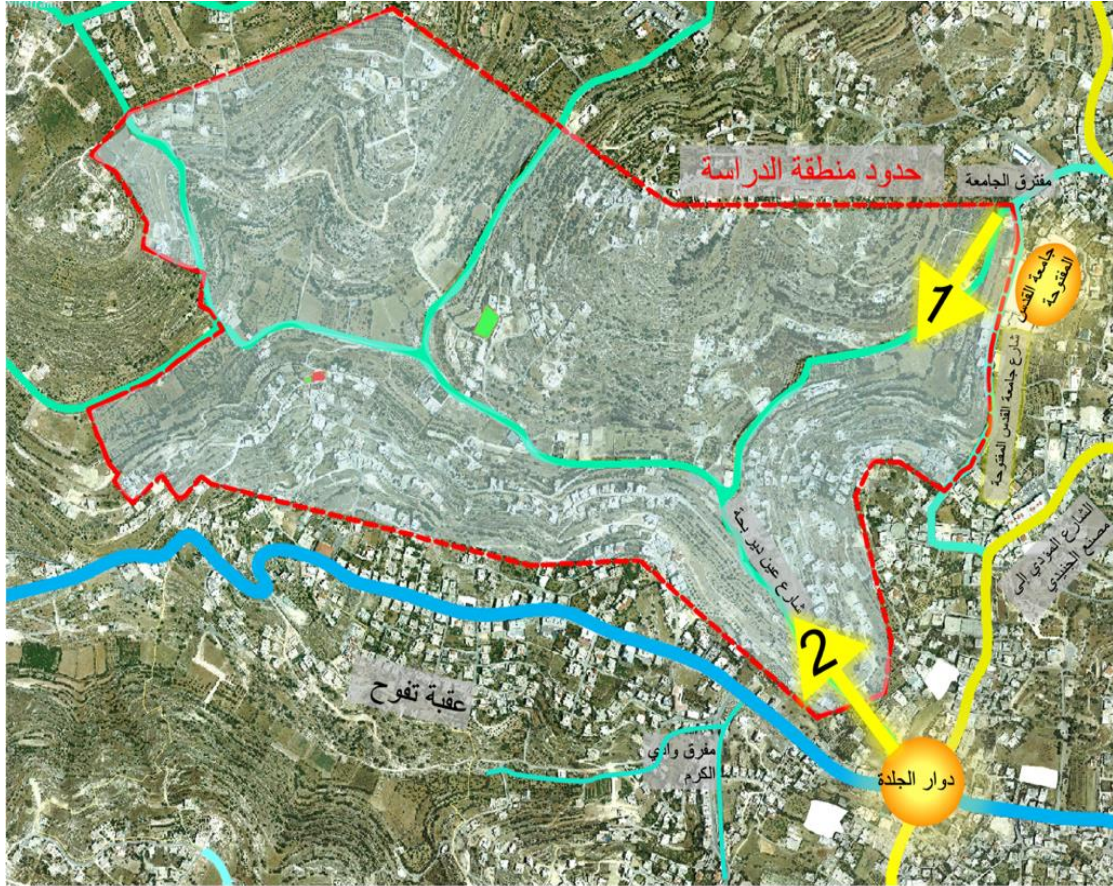 حدود منطقة الدراسة
مفترق الجامعة
جامعة القدس
المفتوحة
1
شارع جامعة القدس المفتوحة
الشارع المؤدي الى
مصنع الجنيدي
شارع عين دير بحة
2
عقبة تفوح
مفرق وادي
الكرم
دوار الجلدة